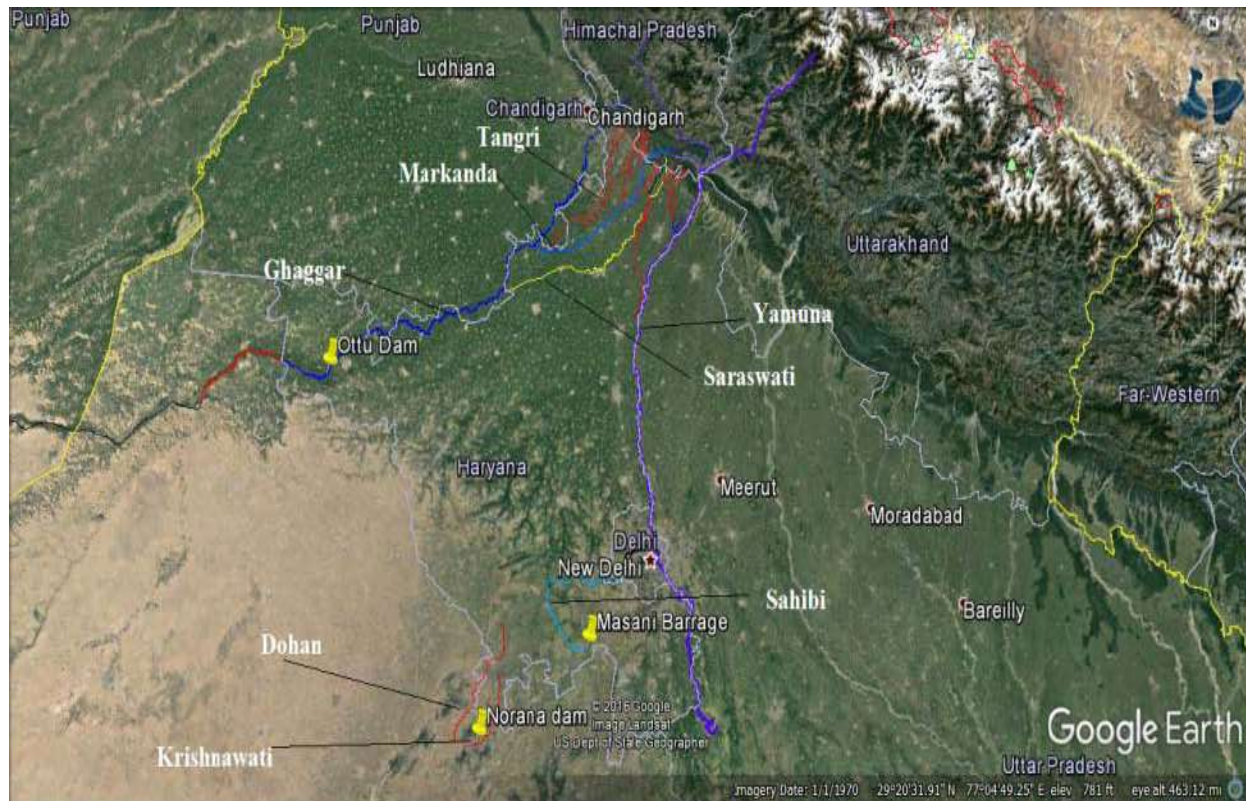 Punjab
Punjab
Himachal Pradesh
N
Ludhiana
Chandigarh
Chandigarh
Tangri
Markanda
Uttarakhand
Ghaggar
Yamuna
Ottu Dam
Saraswati
Far-Western
Haryana
Meerut
Moradabad
Delhi
New Delhi
Sahibi
Bareilly
Masani Barrage
Dohan
Norana dam
© 2016 Google
Image Landsat
US Dept of State Geographer
Google Earth
Krishnawati
Uttar Pradesh
Imagery Date: 1/1/1970 29°20'31.91" N 77°04'49.25" E elev 781 ft eye alt 463.12 mi